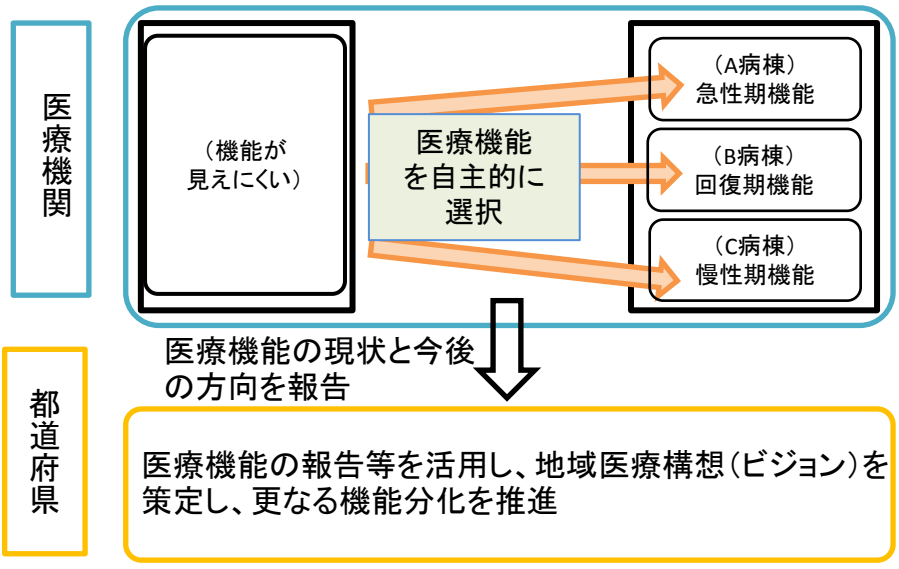 医療機関
（機能が
見えにくい）
医療機能
を自主的に
選択
（A病棟）
急性期機能
（B病棟）
回復期機能
（C病棟）
慢性期機能
医療機能の現状と今後
の方向を報告
都道府県
医療機能の報告等を活用し、地域医療構想（ビジョン）を
策定し、更なる機能分化を推進